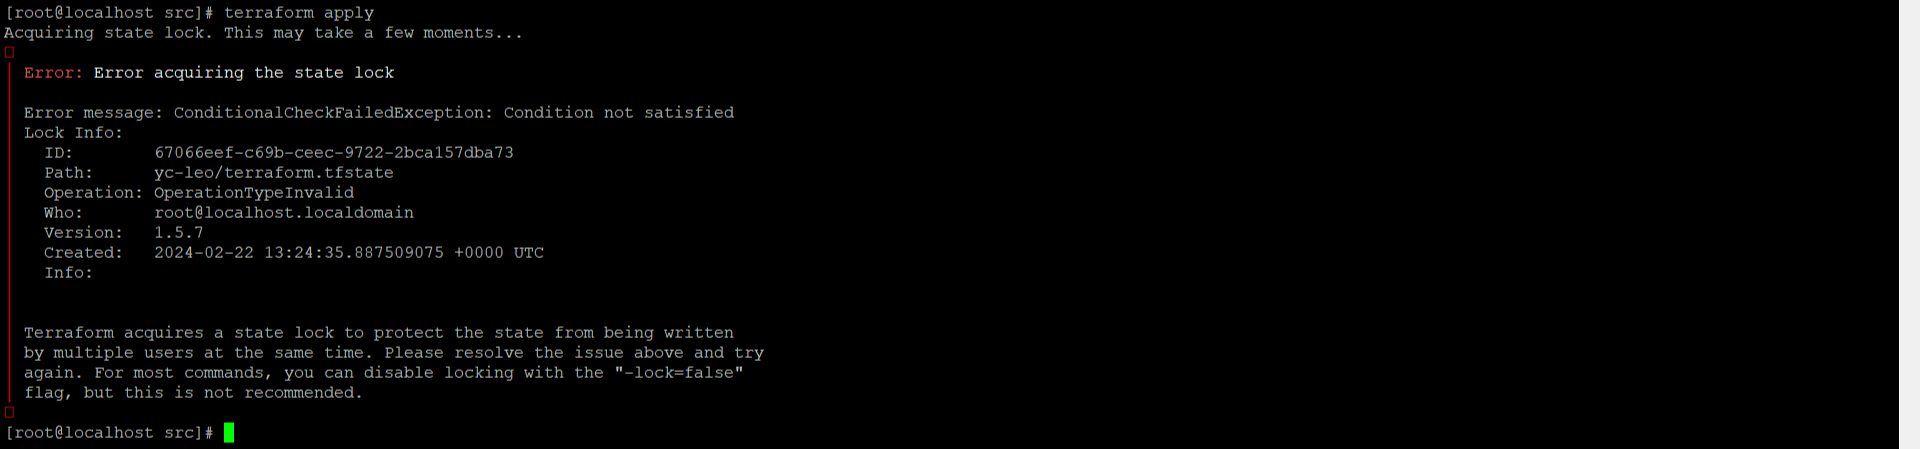 [root@localhost src]# terraform apply
Acquiring state lock. This may take a few moments...
Error: Error acquiring the state lock
Error message: ConditionalCheckFailedException: Condition not satisfied
Lock Info:
ID: 67066eef-c69b-ceec-9722-2bca157dba73
Path: yc-leo/terraform.tfstate
Operation: OperationTypeInvalid
Who: root@localhost.localdomain
Version: 1.5.7
Created: 2024-02-22 13:24:35.887509075 +0000 UTC
Info:
Terraform acquires a state lock to protect the state from being written
by multiple users at the same time. Please resolve the issue above and try
again. For most commands, you can disable locking with the "-lock=false"
flag, but this is not recommended.
[root@localhost src]#